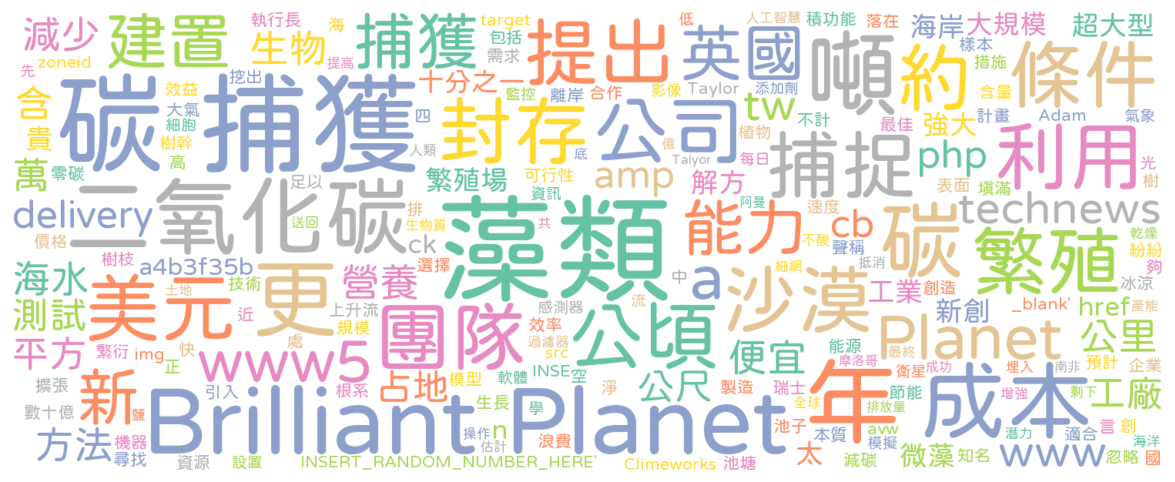 減少 建置 執行長 海 捕獲 target 提出 英國 人工智慧 低 積功能 落在 海岸 大規模 超大型
先 zoneid 生物 提高 包括 需求 噸 約 樣本 措施 條件
含 效益 挖出 碳捕獲 十分之一 監控 離岸 合作 影像 Taylor 添加劑 含量 計畫 Adam 氣象
貴 大氣 細胞 樹幹 四 封存 公司 tw 植物 不計 最佳 強大
萬 零碳 高 人類 底 億 Talyor 每日 捕捉 php 利用 光 樹
二氧化碳 足以 繁殖場 可行性 amp 解方 表面 填滿 technews
delivery 送回 排 生物質 資訊 藻類 共 能力 阿曼 速度 cb 碳 繁殖 乾燥 紛紛 夠
價格 ck 選擇 細網 不酸 聲稱 抵消 冰涼
海水 樹枝 a4b3f35b 技術 更 營養 中 a 沙漠 工業 創造 _blank' 產能
測試 美元 土地 近 上升流 規模 團隊 感測器 流 公頃 新創 href 公里
平方 繁衍 img 快 正 處 www5 效率 過濾器 src 便宜 能源 摩洛哥 最終 Planet 預計 企業
擴張 新 引入 根系 占地 模型 軟體 INSE 空 淨 公尺 製造 瑞士 年 衛星 成功 埋入 南非 成本 工廠
數十億 鹽 Brilliant Planet 生長 學 全球 節能 排放量 增強 剩下
方法 機器 尋找 n 操作 估計 浪費 池子 太 本質 avw 模擬 微藻 知名 www 潛力 適合 言 創 忽略 海洋 國
資源 設置 INSERT_RANDOM_NUMBER_HERE' Climeworks 池塘 減碳